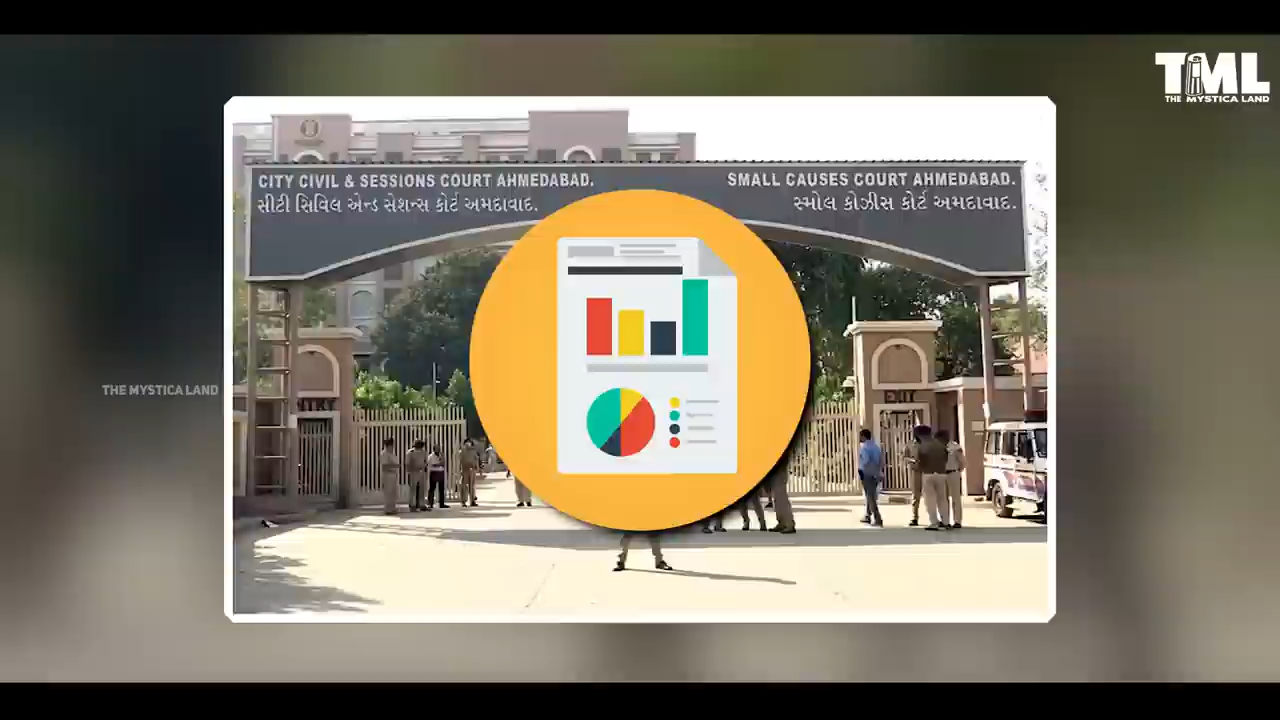 TML
THE MYSTICA LAND
CITY CIVIL & SESSIONS COURT AHMEDABAD.
સીટી સિવિલ એન્ડ સેશન્સ કોર્ટ અમદાવાદ.
SMALL CAUSES COURT AHMEDABAD.
સ્મોલ કોઝીસ કોર્ટ અમદાવાદ.
THE MYSTICA LAND
EXIT